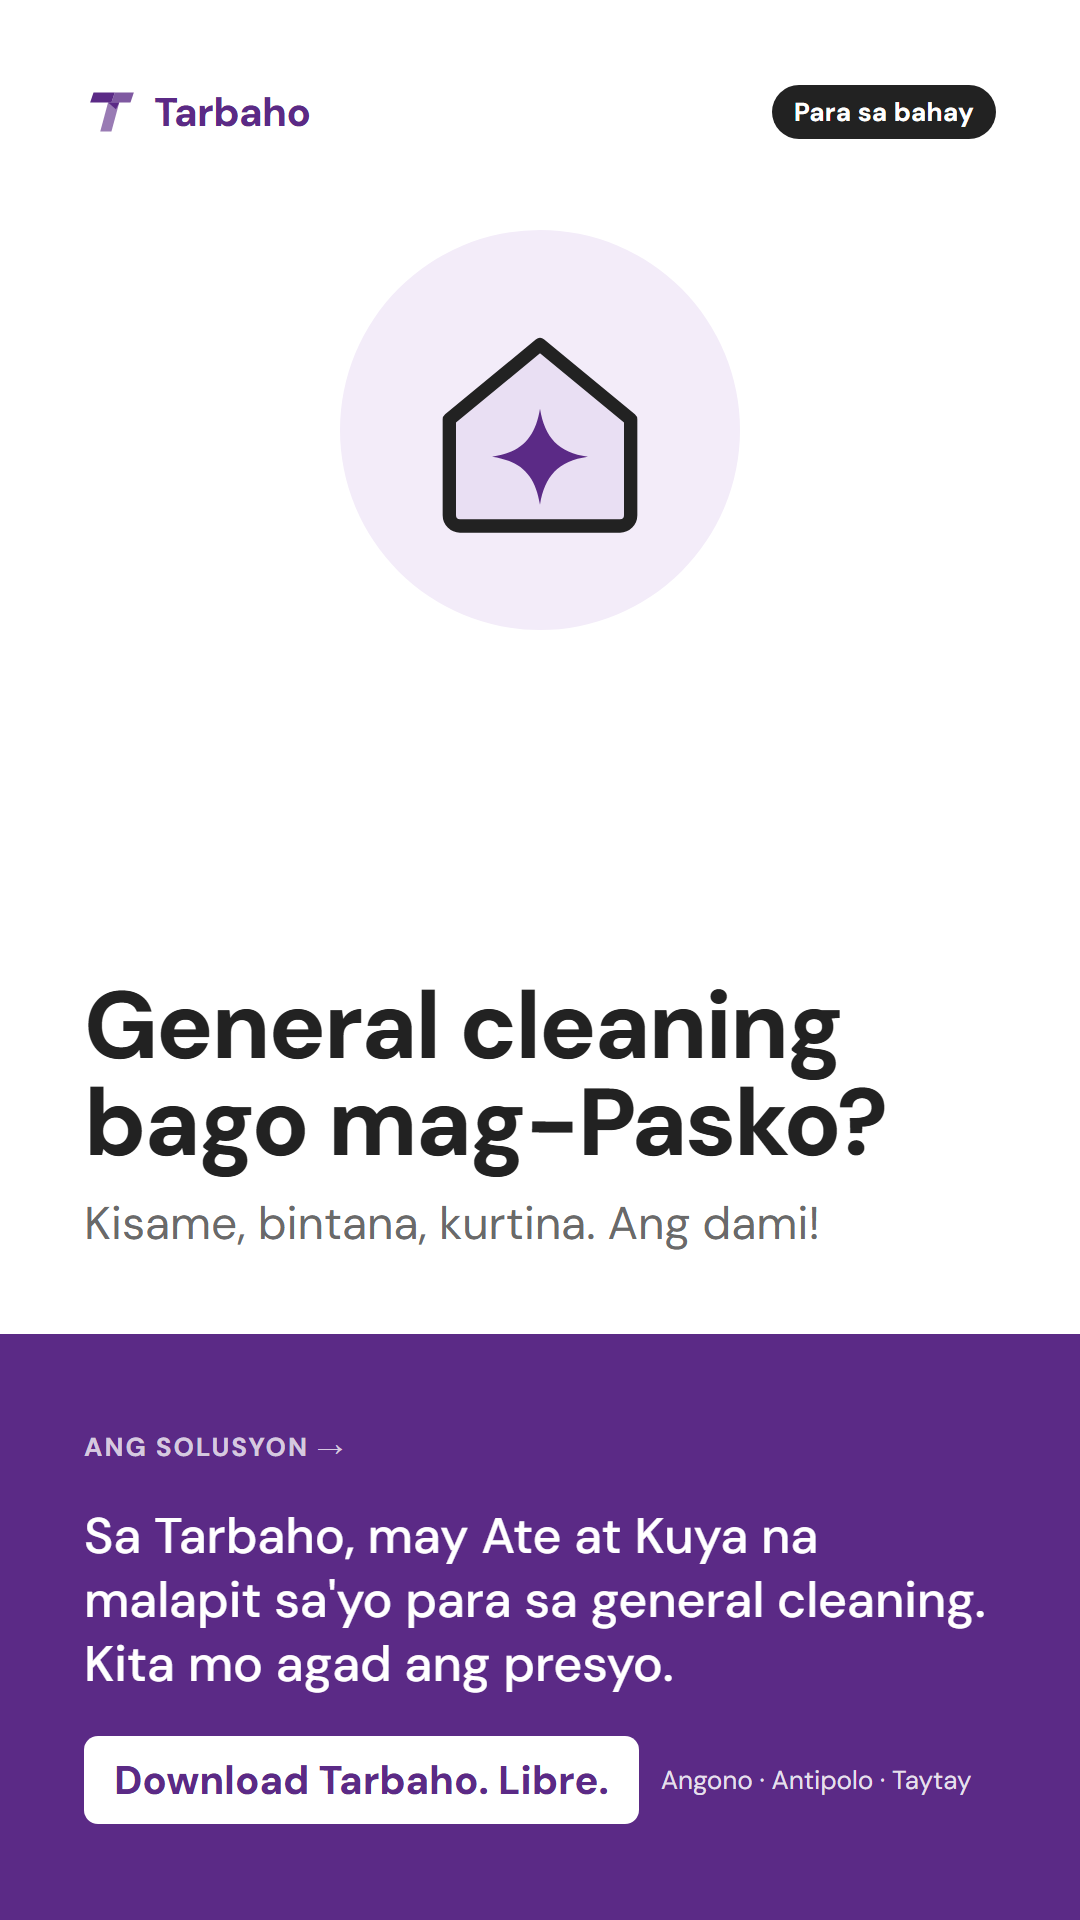 Tarbaho
Para sa bahay
General cleaning
bago mag-Pasko?
Kisame, bintana, kurtina. Ang dami!
ANG SOLUSYON →
Sa Tarbaho, may Ate at Kuya na
malapit sa'yo para sa general cleaning.
Kita mo agad ang presyo.
Download Tarbaho. Libre.
Angono · Antipolo · Taytay